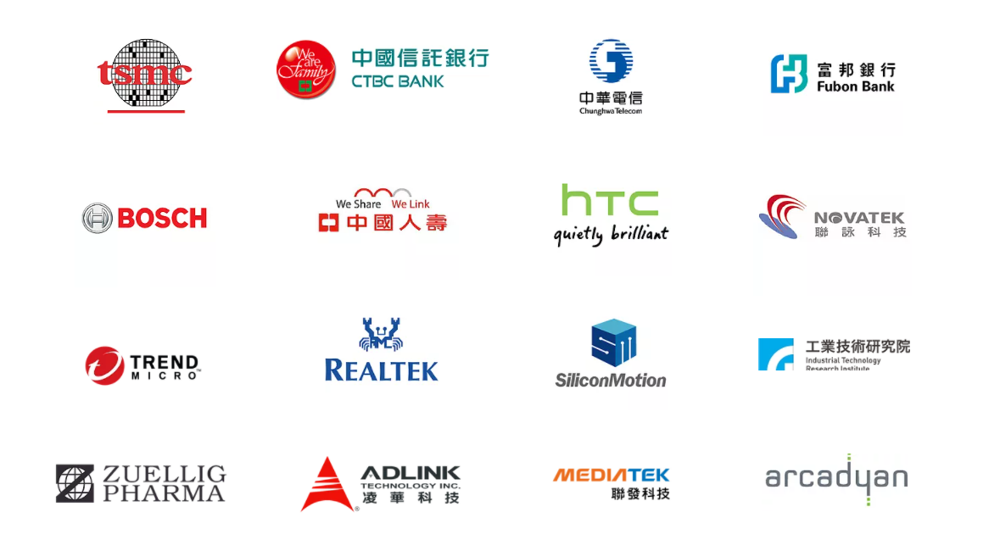 tsmc
We
are
Family
中國信託銀行
CTBC BANK
中華電信
Chunghwa Telecom
富邦銀行
Fubon Bank
BOSCH
We Share We Link
中國人壽
hTC
quietly brilliant
NOVATEK
聯詠科技
TREND
MICRO™
RMC
REALTEK
SM
SiliconMotion
工業技術研究院
Industrial Technology
Research Institute
Z
ZUELLIG
PHARMA
ADLINK
TECHNOLOGY INC.
凌華科技
®
MEDIATEK
聯發科技
arcadyan